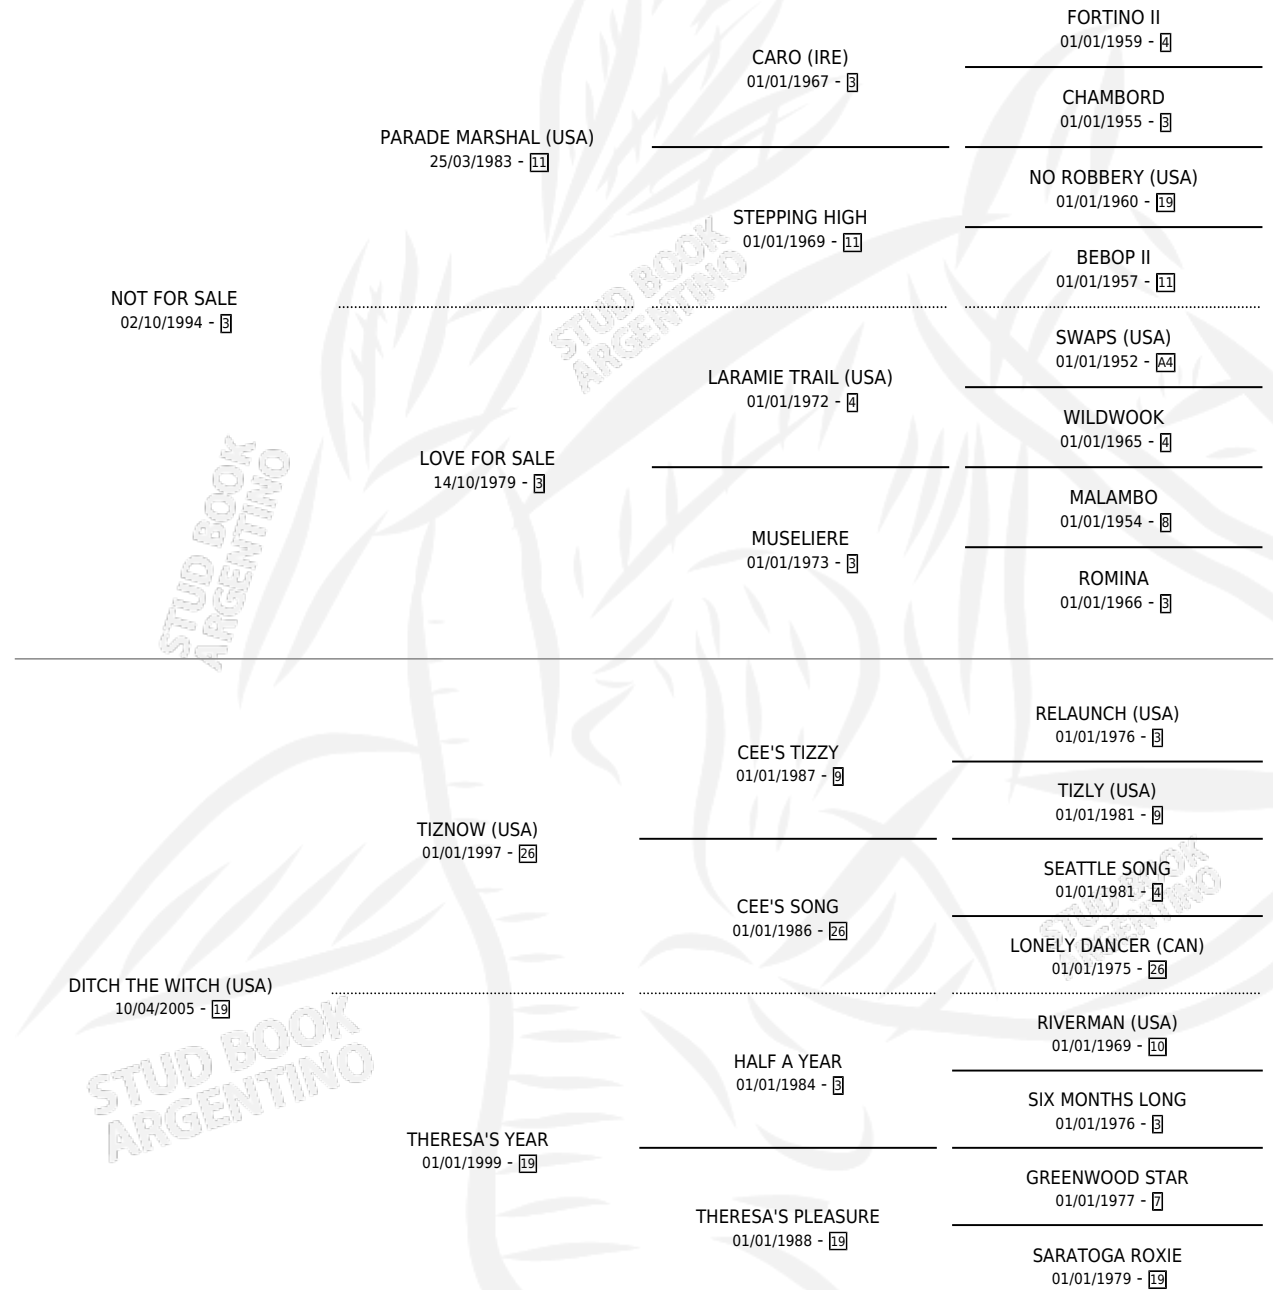 FORTINO II
01/01/1959 - 4
CARO (IRE)
01/01/1967 - 3
CHAMBORD
01/01/1955 - 3
PARADE MARSHAL (USA)
25/03/1983 - 11
NO ROBBERY (USA)
01/01/1960 - 19
STEPPING HIGH
01/01/1969 - 11
BEBOP II
01/01/1957 - 11
NOT FOR SALE
02/10/1994 - 3
SWAPS (USA)
01/01/1952 - A4
LARAMIE TRAIL (USA)
01/01/1972 - 4
WILDWOOK
01/01/1965 - 4
LOVE FOR SALE
14/10/1979 - 3
MALAMBO
01/01/1954 - 8
MUSELIERE
01/01/1973 - 3
ROMINA
01/01/1966 - 3
RELAUNCH (USA)
01/01/1976 - 3
CEE'S TIZZY
01/01/1987 - 9
TIZLY (USA)
01/01/1981 - 9
TIZNOW (USA)
01/01/1997 - 26
SEATTLE SONG
01/01/1981 - 4
CEE'S SONG
01/01/1986 - 26
LONELY DANCER (CAN)
01/01/1975 - 26
DITCH THE WITCH (USA)
10/04/2005 - 19
RIVERMAN (USA)
01/01/1969 - 10
HALF A YEAR
01/01/1984 - 3
SIX MONTHS LONG
01/01/1976 - 3
THERESA'S YEAR
01/01/1999 - 19
GREENWOOD STAR
01/01/1977 - 7
THERESA'S PLEASURE
01/01/1988 - 19
SARATOGA ROXIE
01/01/1979 - 19
STUD BOOK
ARGENTINO
STUD BOOK
ARGENTINO
STUD BOOK
ARGENTINO
STUD BOOK
ARGENTINO